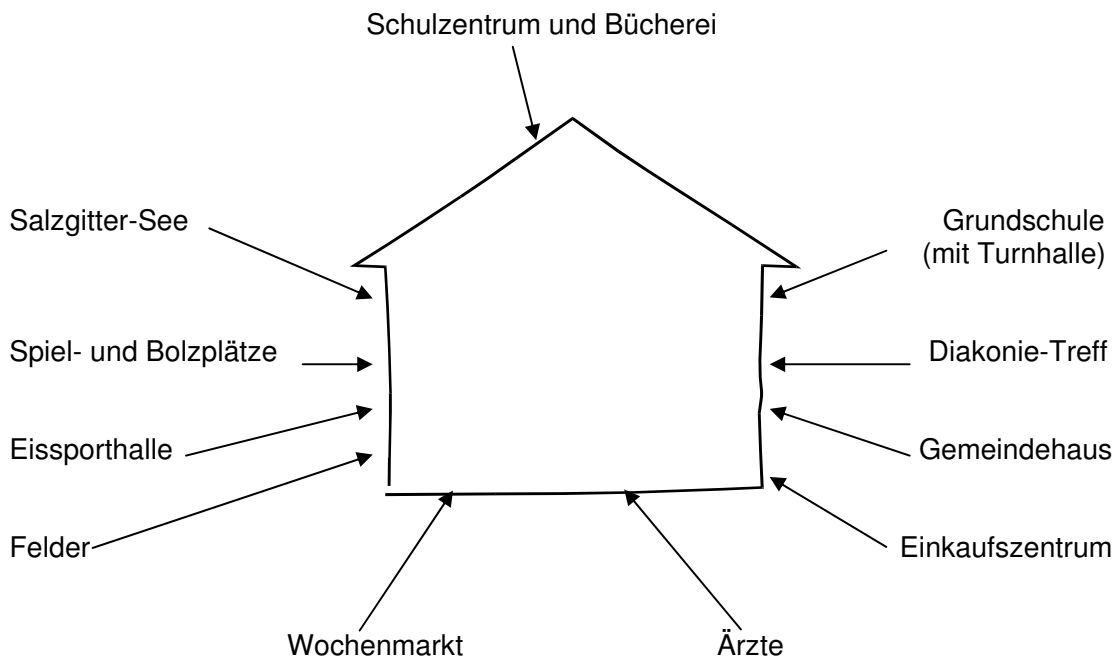 Schulzentrum und Bücherei
Salzgitter-See
Grundschule
(mit Turnhalle)
Spiel- und Bolzplätze
Diakonie-Treff
Eissporthalle
Gemeindehaus
Felder
Einkaufszentrum
Wochenmarkt
Ärzte